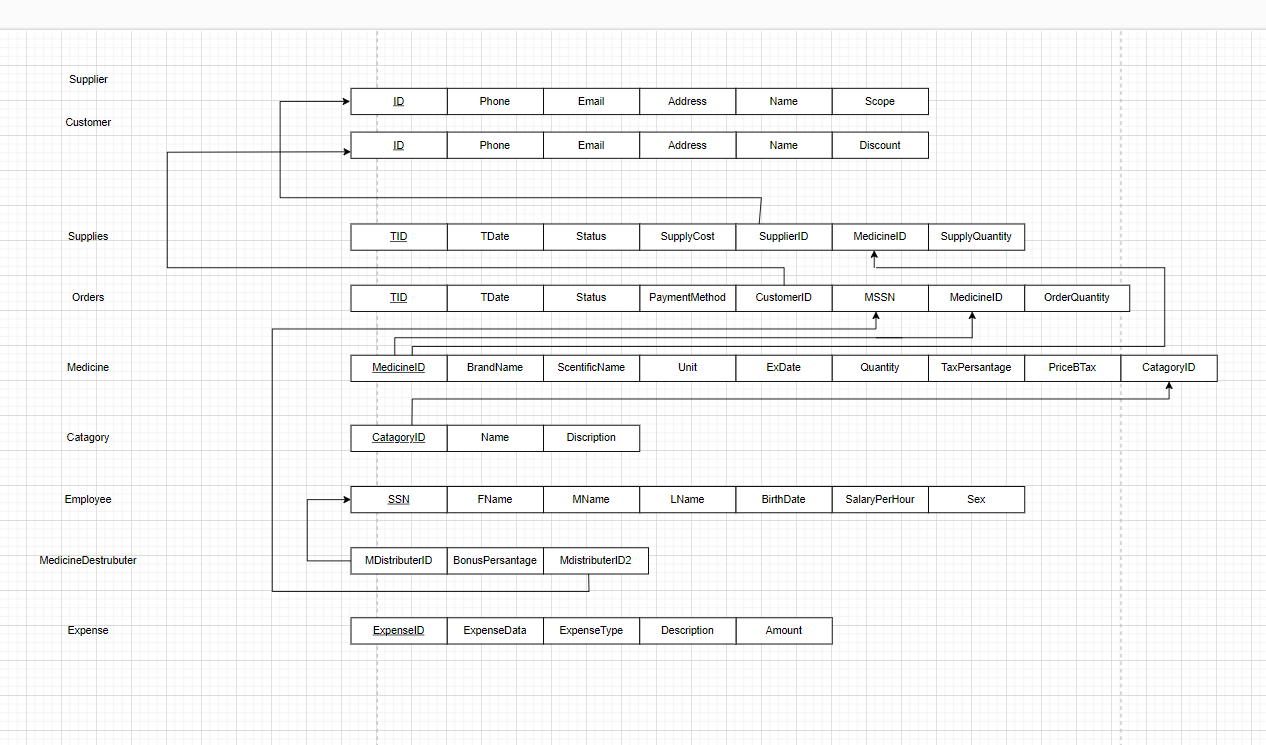 Supplier
ID Phone Email Address Name Scope
Customer
ID Phone Email Address Name Discount
Supplies TID TDate Status SupplyCost SupplierID MedicineID SupplyQuantity
Orders TID TDate Status PaymentMethod CustomerID MSSN MedicineID OrderQuantity
Medicine MedicineID BrandName ScentificName Unit ExDate Quantity TaxPersantage PriceBTax CatagoryID
Catagory CatagoryID Name Discription
Employee SSN FName MName LName BirthDate SalaryPerHour Sex
MedicineDestrubuter MDistributerID BonusPersantage MdistributerID2
Expense ExpenseID ExpenseData ExpenseType Description Amount